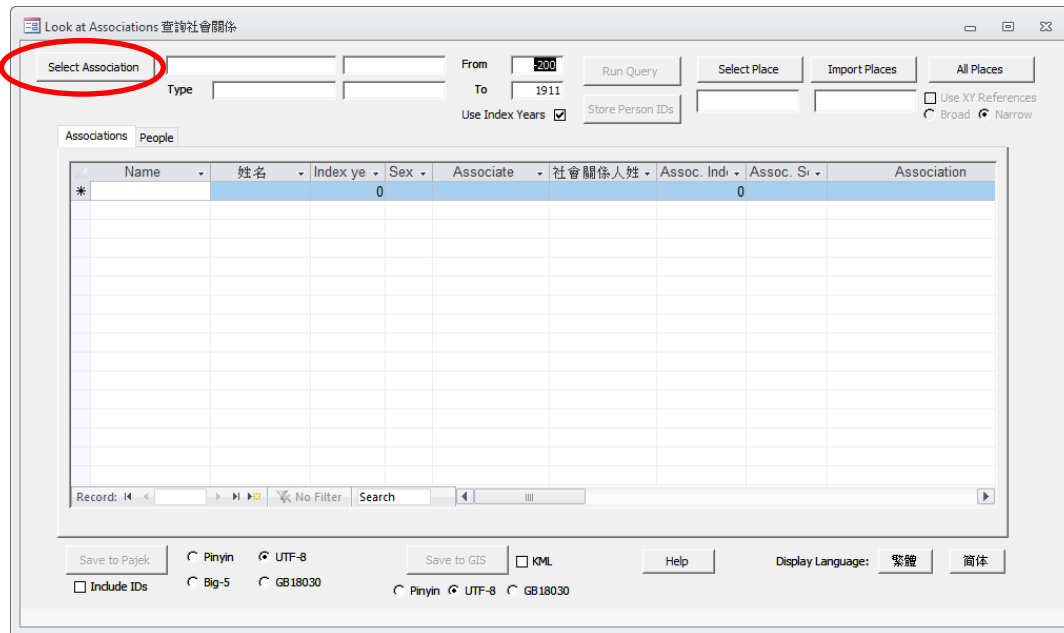 Look at Associations 查詢社會關係
Select Association From -200 Run Query Select Place Import Places All Places
Type To 1911 Store Person IDs Use XY References
Use Index Years Broad Narrow
Associations People
Name 姓名 Index ye Sex Associate 社會關係人姓 Assoc. Ind Assoc. S Association
0 0
Record: No Filter Search
Save to Pajek Pinyin UTF-8 Save to GIS KML Help Display Language: 繁體 简体
Include IDs Big-5 GB18030 Pinyin UTF-8 GB18030